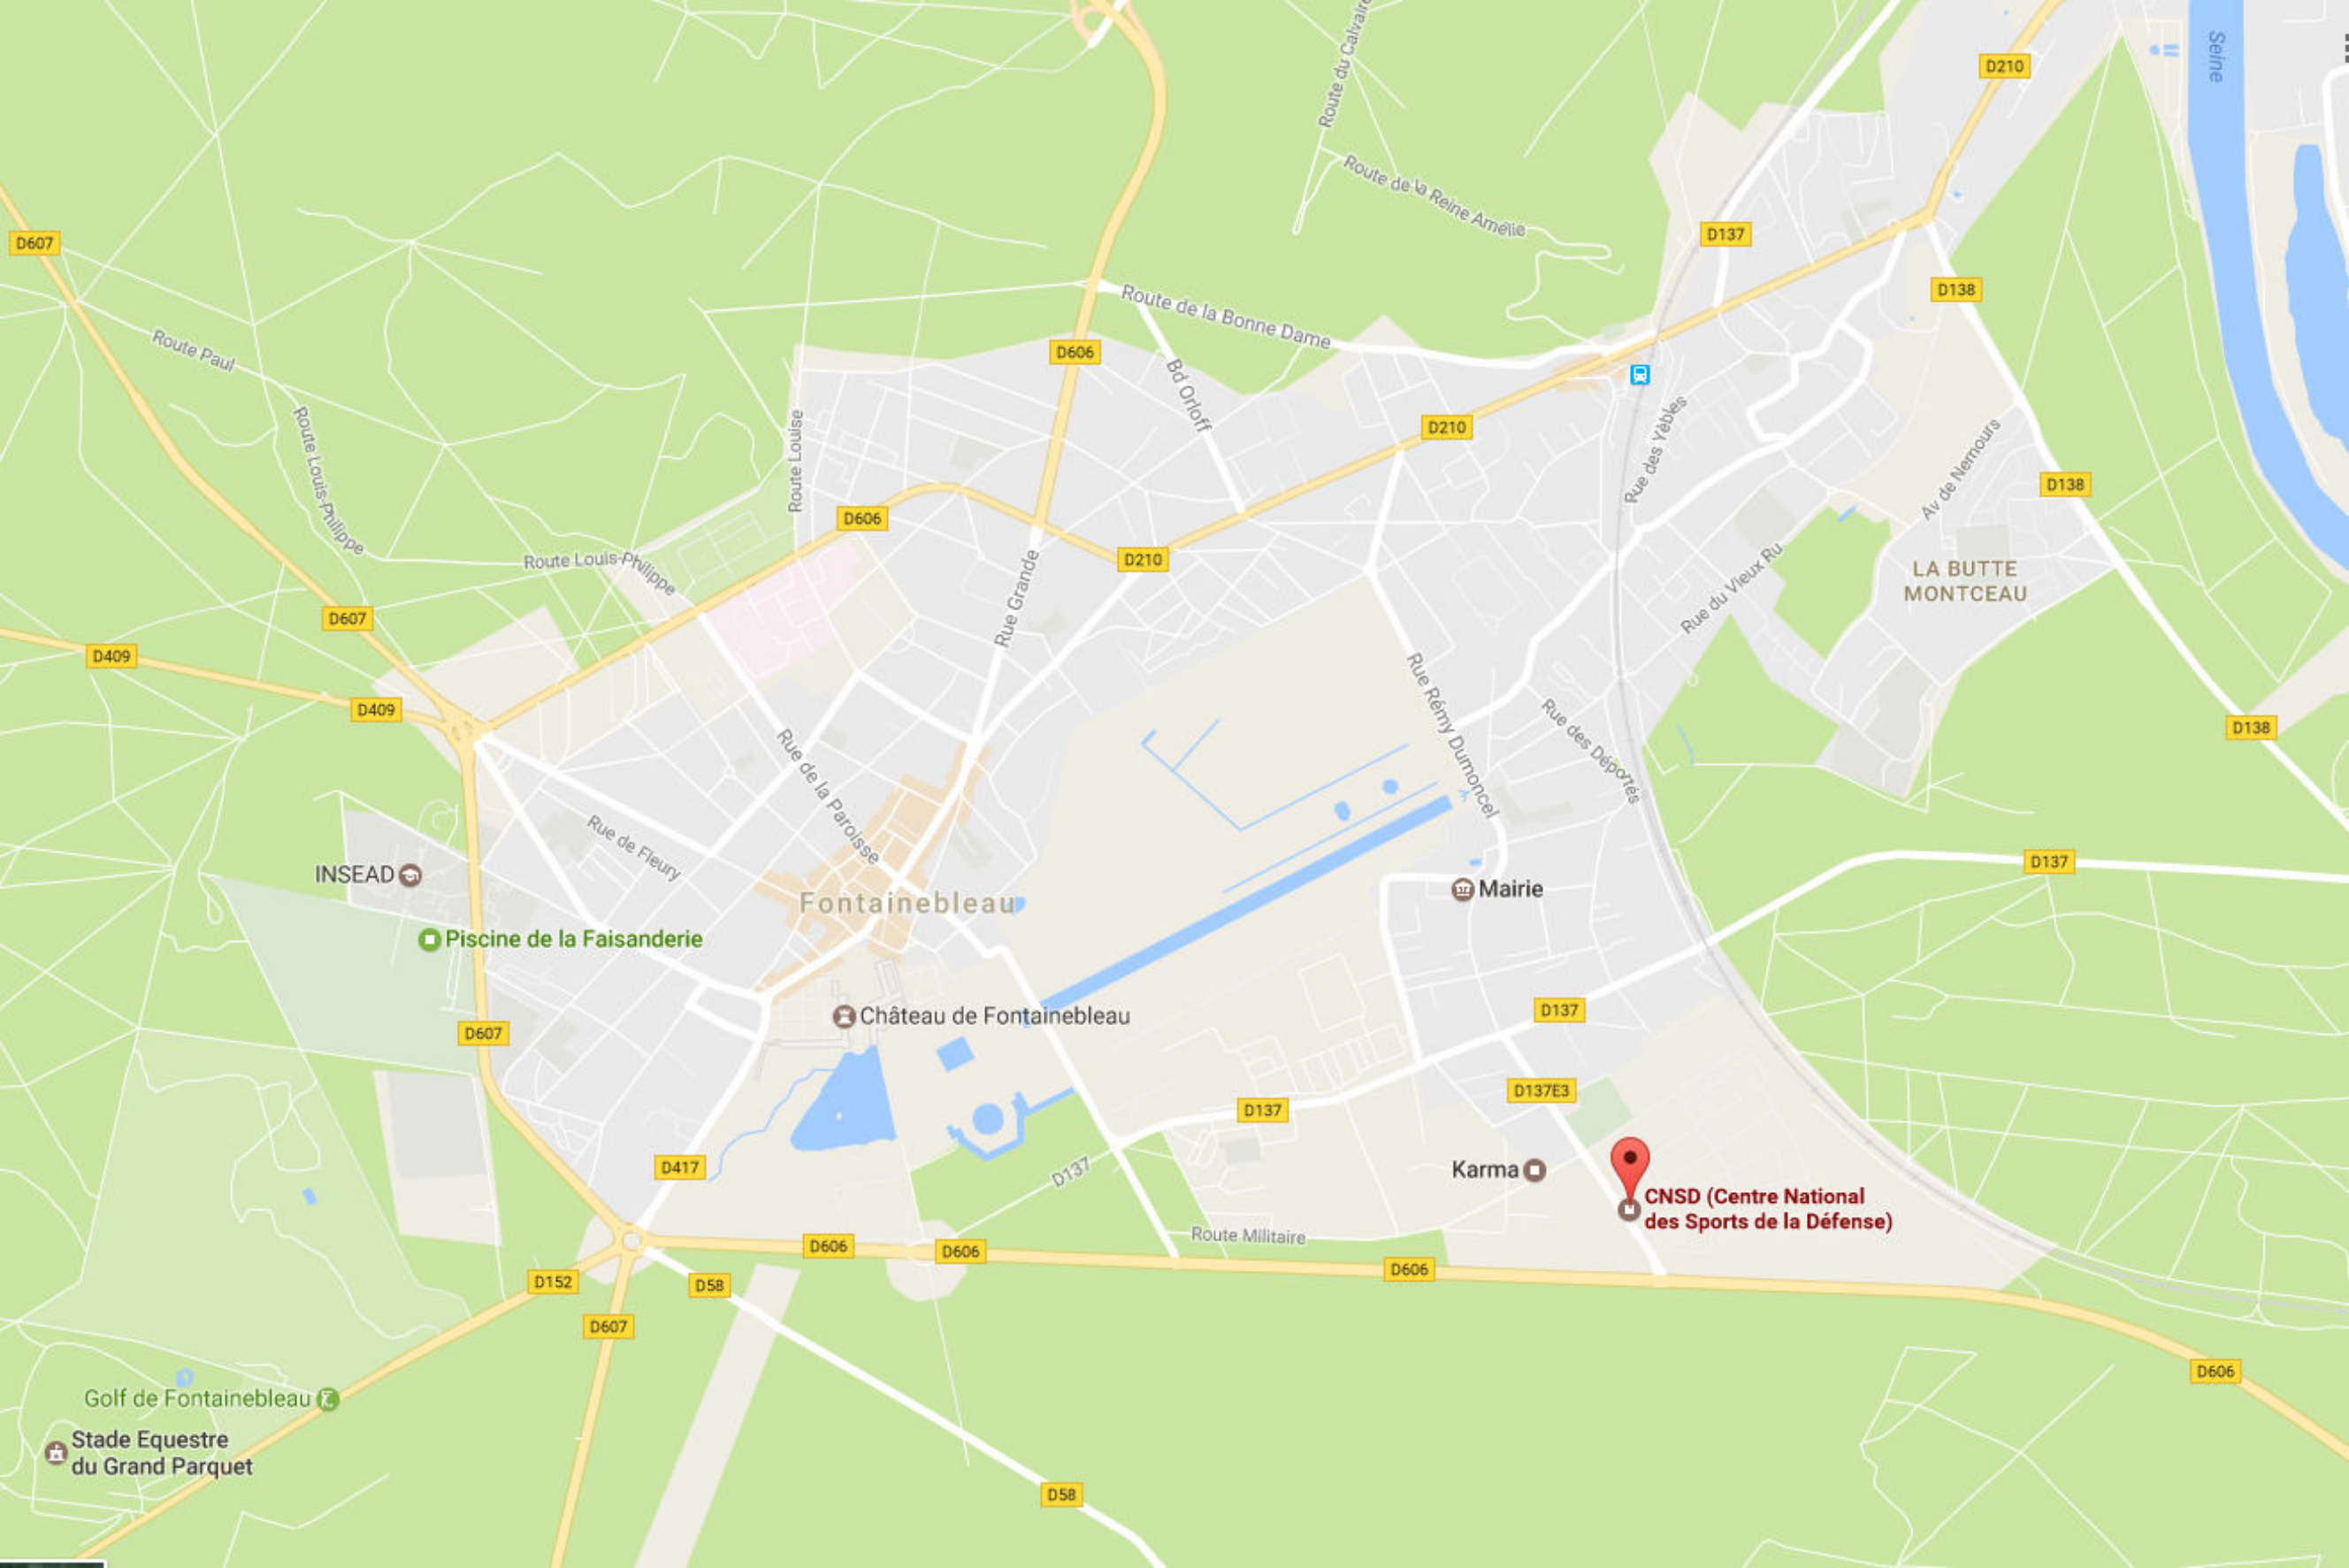 Seine
D210
Route du Calvaire
Route de la Reine Amélie
D607
D137
D138
Route de la Bonne Dame
Route Paul
D606
Bd Orloff
D210
Rue des Yèbles
Route Louise
Route Louis-Philippe
Av de Nemours
D138
D606
D210
Route Louis-Philippe
Rue Grande
LA BUTTE
MONTCEAU
Rue du Vieux Ru
D607
D409
D409
Rue Rémy Dumoncel
Rue des Déportés
D138
Rue de la Paroisse
Rue de Fleury
INSEAD
D137
Mairie
Fontainebleau
Piscine de la Faisanderie
Château de Fontainebleau
D137
D607
D137E3
D137
D417
D137
Karma
CNSD (Centre National
des Sports de la Défense)
Route Militaire
D606
D606
D606
D152
D58
D607
D606
Golf de Fontainebleau
Stade Equestre
du Grand Parquet
D58